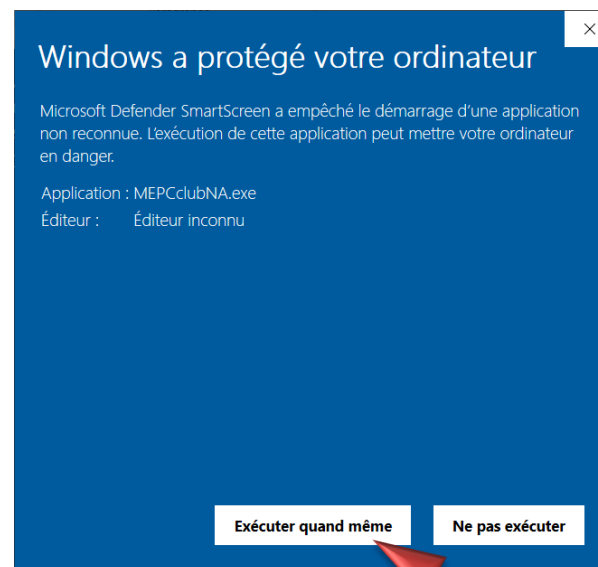 Windows a protégé votre ordinateur
Microsoft Defender SmartScreen a empêché le démarrage d’une application
non reconnue. L’exécution de cette application peut mettre votre ordinateur
en danger.
Application : MEPCclubNA.exe
Éditeur : Éditeur inconnu
Exécuter quand même
Ne pas exécuter